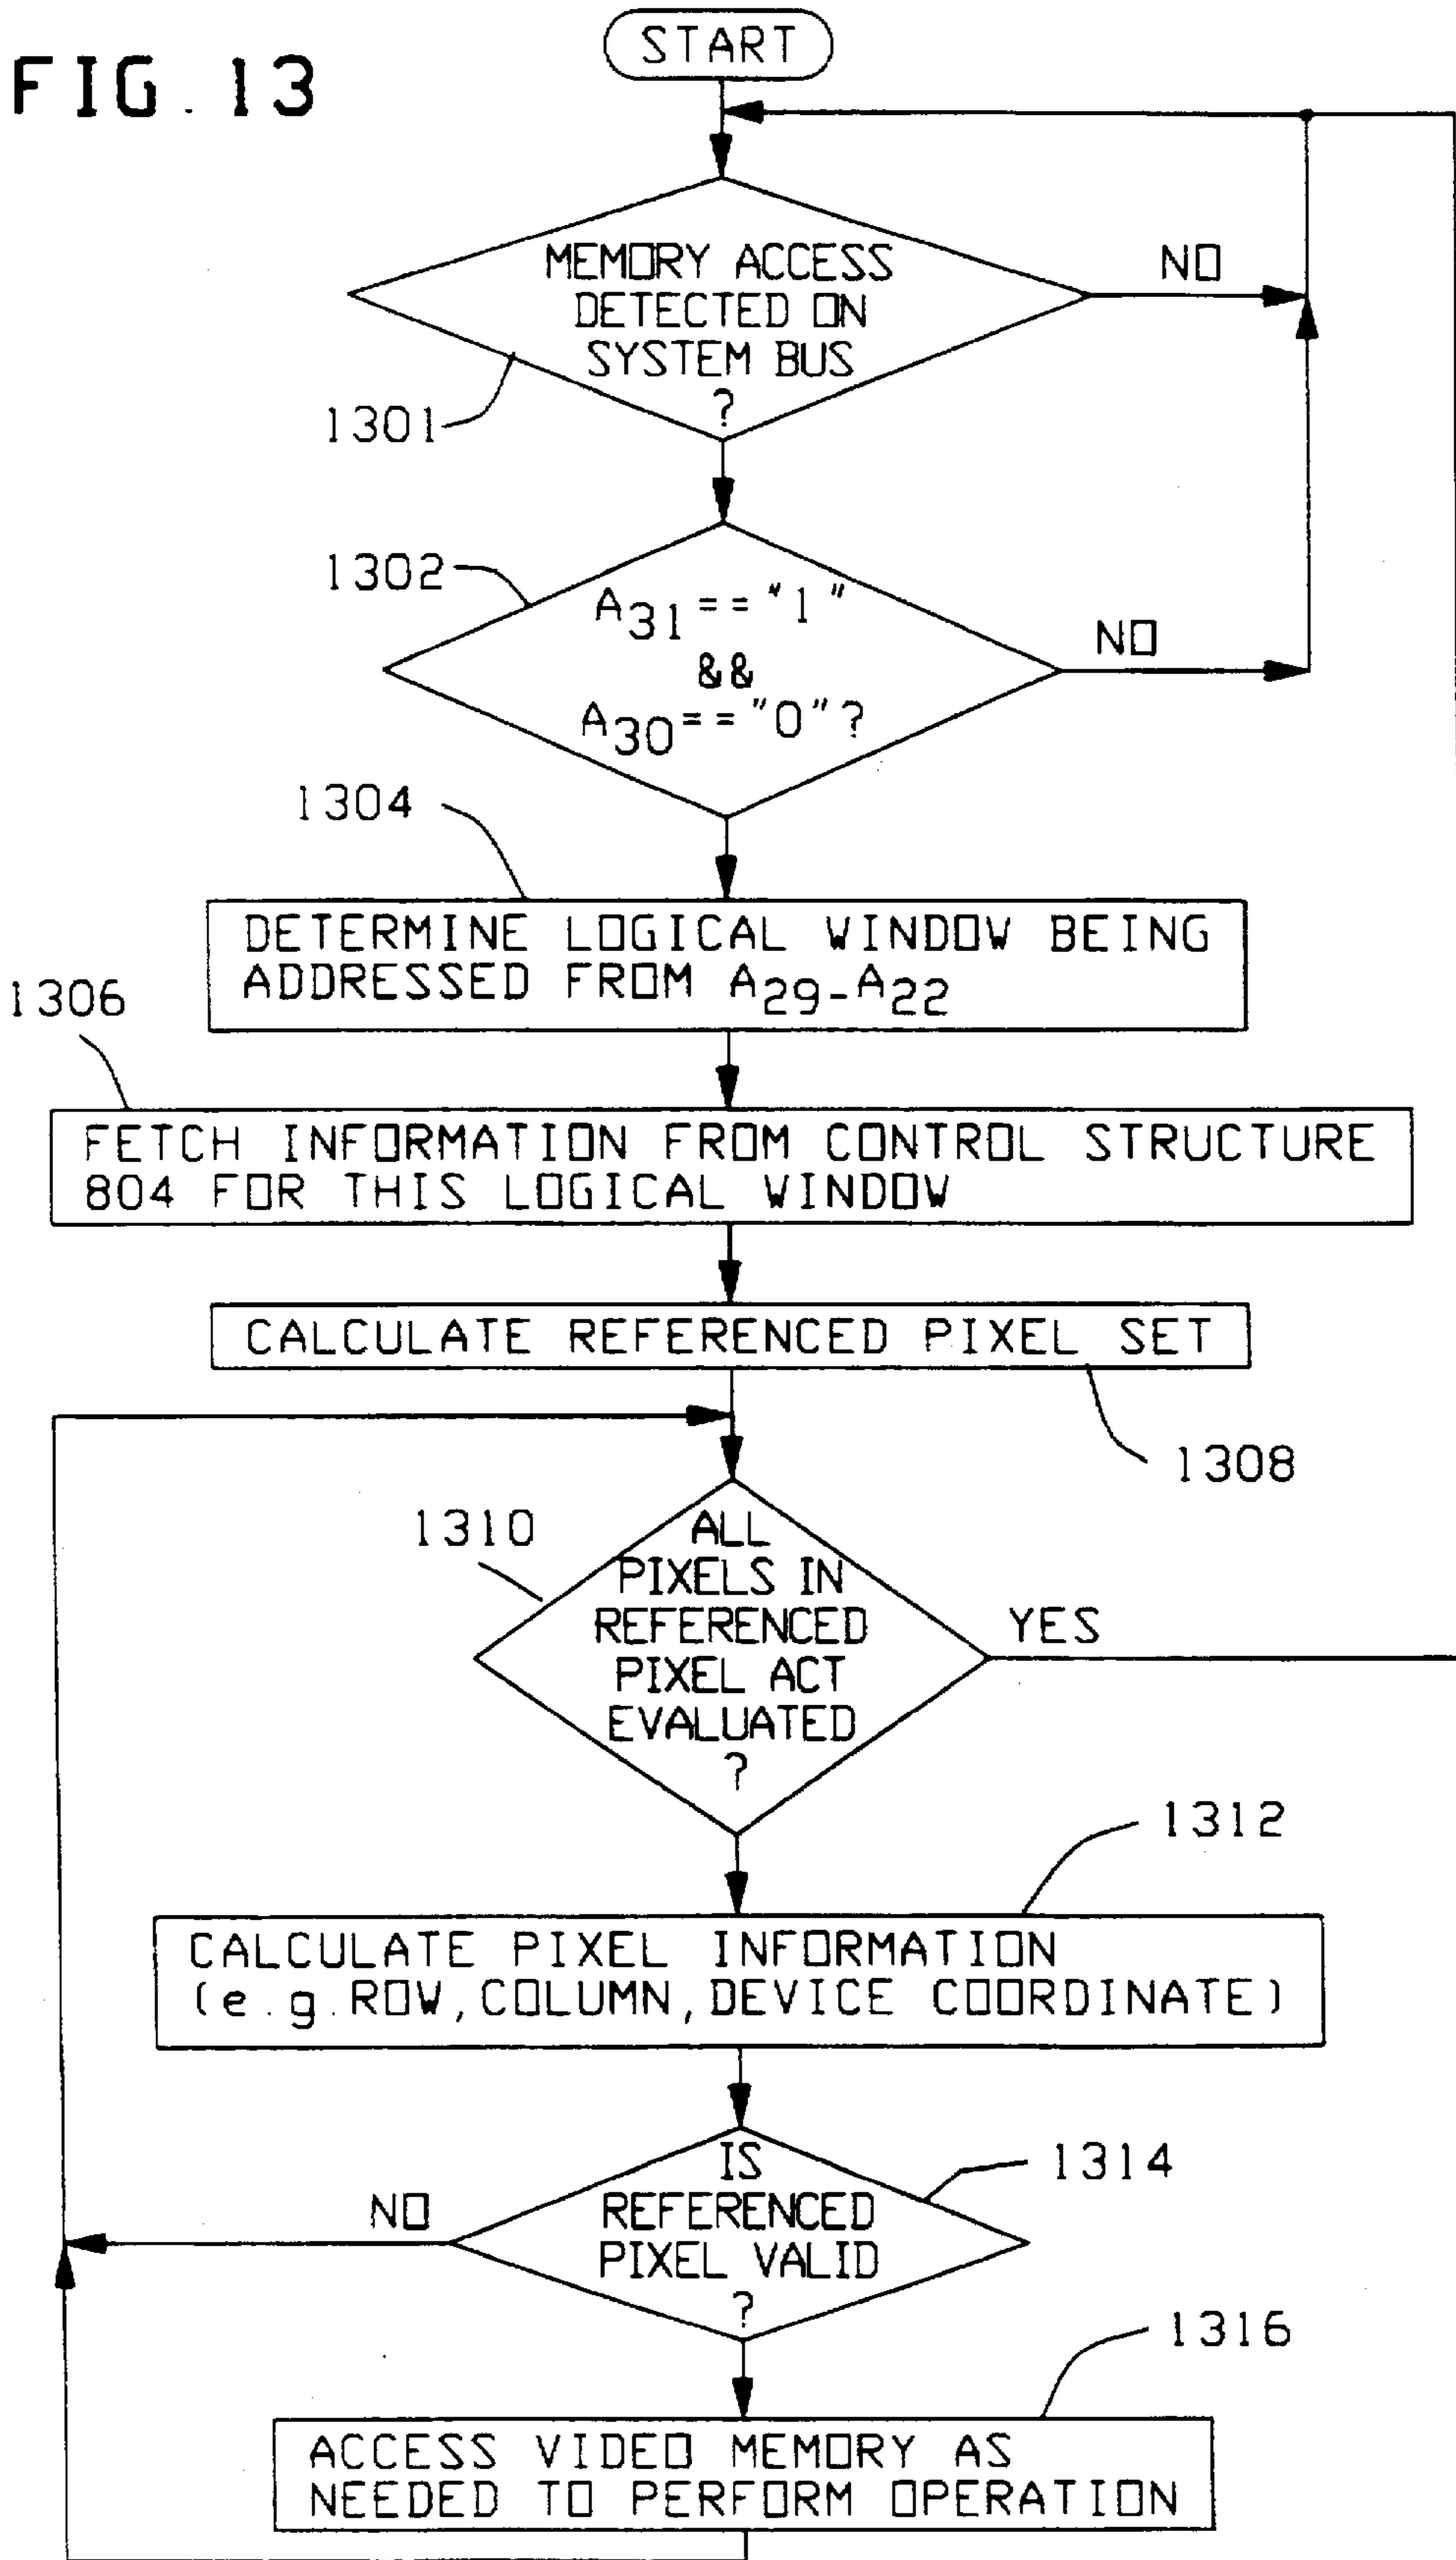 FIG. 13
START
MEMORY ACCESS
DETECTED ON
SYSTEM BUS
?
NO
1301
1302
A31 == "1"
&&
A30 == "0"?
NO
1304
DETERMINE LOGICAL WINDOW BEING
ADDRESSED FROM A29-A22
1306
FETCH INFORMATION FROM CONTROL STRUCTURE
804 FOR THIS LOGICAL WINDOW
CALCULATE REFERENCED PIXEL SET
1308
1310
ALL
PIXELS IN
REFERENCED
PIXEL ACT
EVALUATED
?
YES
1312
CALCULATE PIXEL INFORMATION
(e.g.ROW,COLUMN,DEVICE COORDINATE)
IS
REFERENCED
PIXEL VALID
?
NO
1314
1316
ACCESS VIDEO MEMORY AS
NEEDED TO PERFORM OPERATION